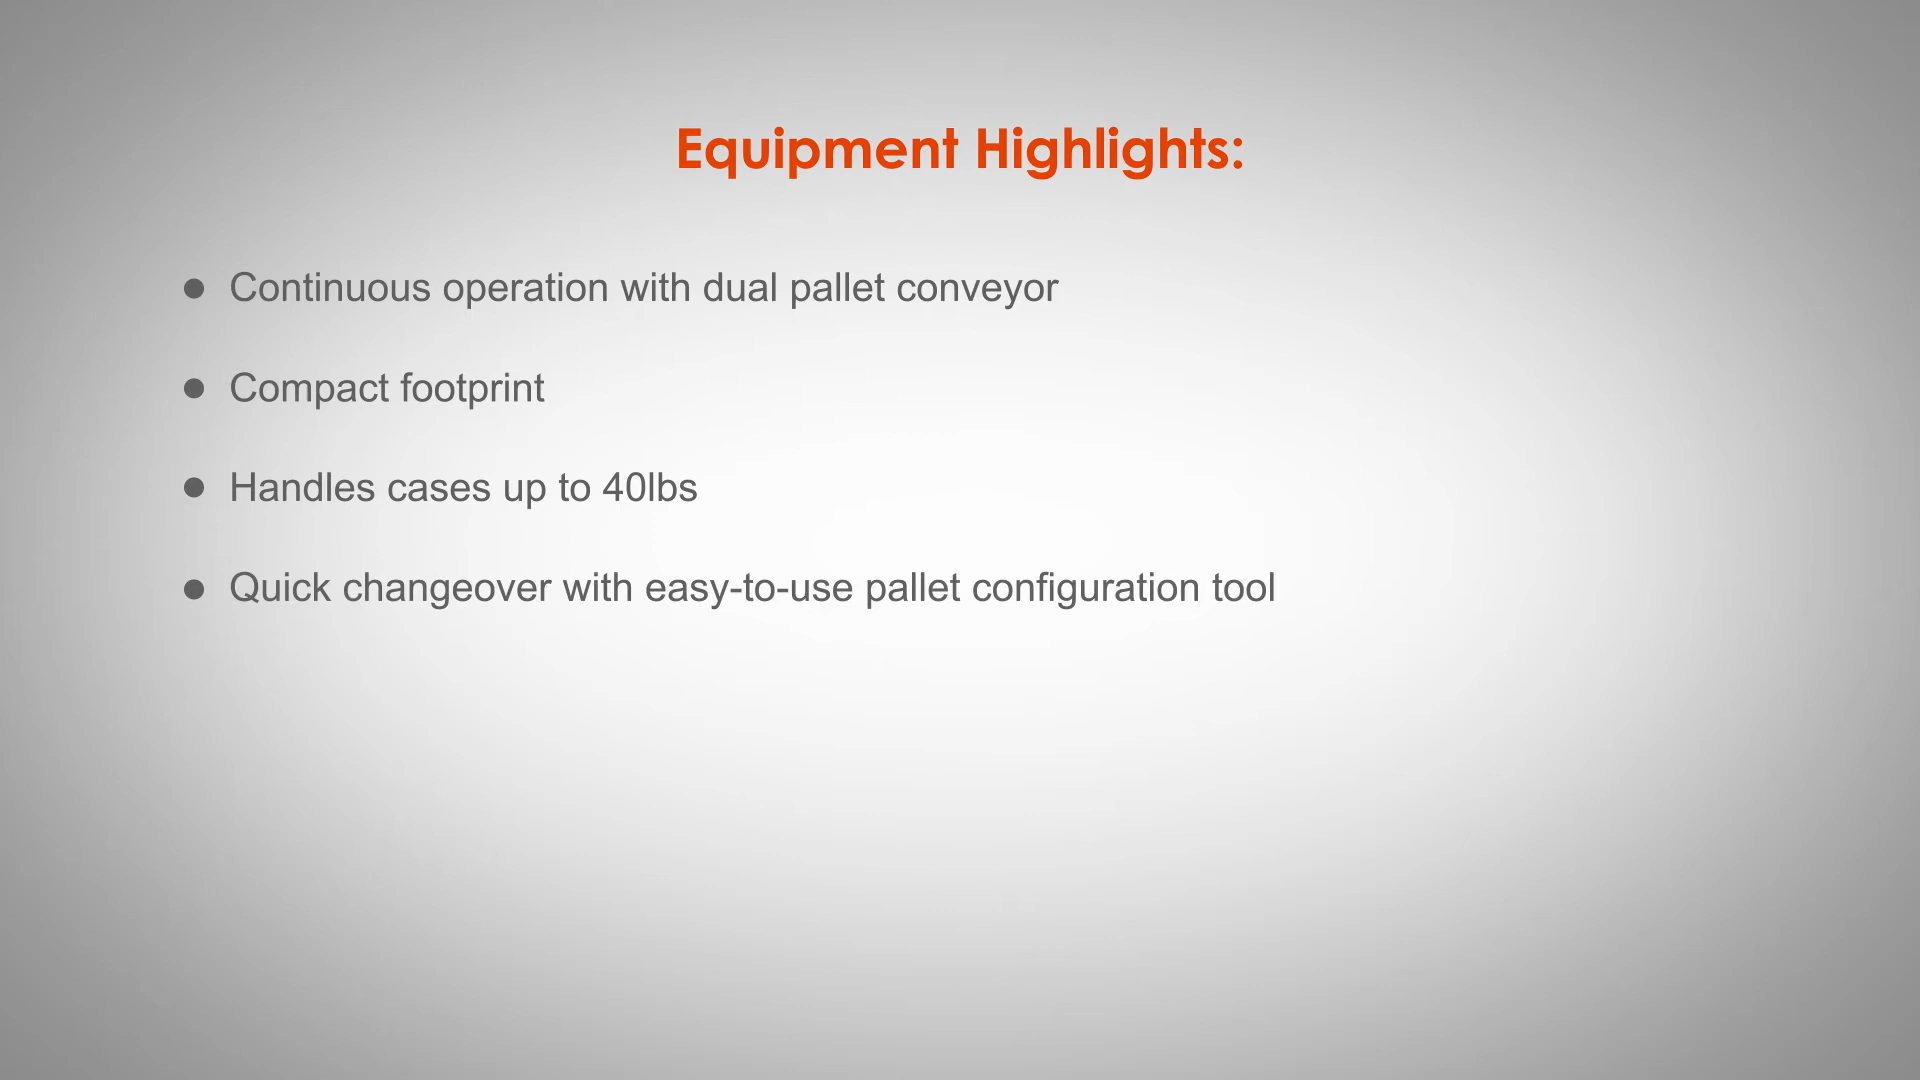 Equipment Highlights:
● Continuous operation with dual pallet conveyor
● Compact footprint
● Handles cases up to 40lbs
● Quick changeover with easy-to-use pallet configuration tool